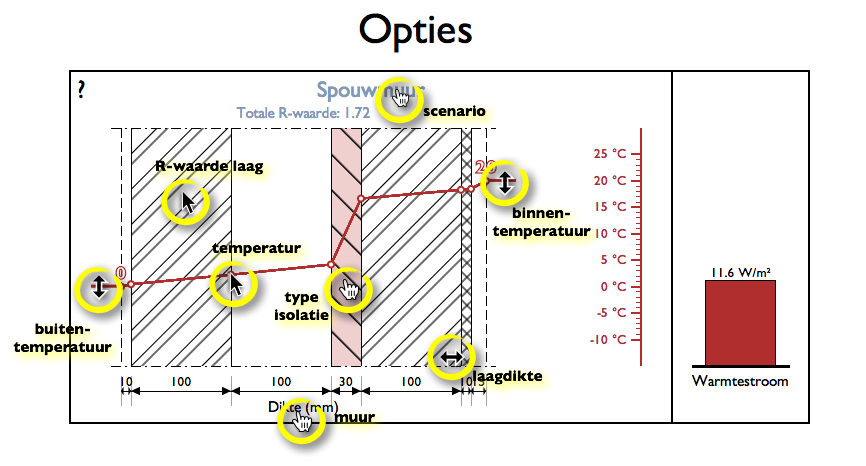 Opties
?
Spouwmuur
Totale R-waarde: 1.72
scenario
R-waarde laag
25 °C
20 °C
15 °C
10 °C
5 °C
0 °C
-5 °C
-10 °C
20
binnen-
temperatuur
temperatuur
0
type
isolatie
buiten-
temperatuur
11.6 W/m²
Warmtestroom
laagdikte
10
100
100
30
100
10
15
Dikte (mm)
muur